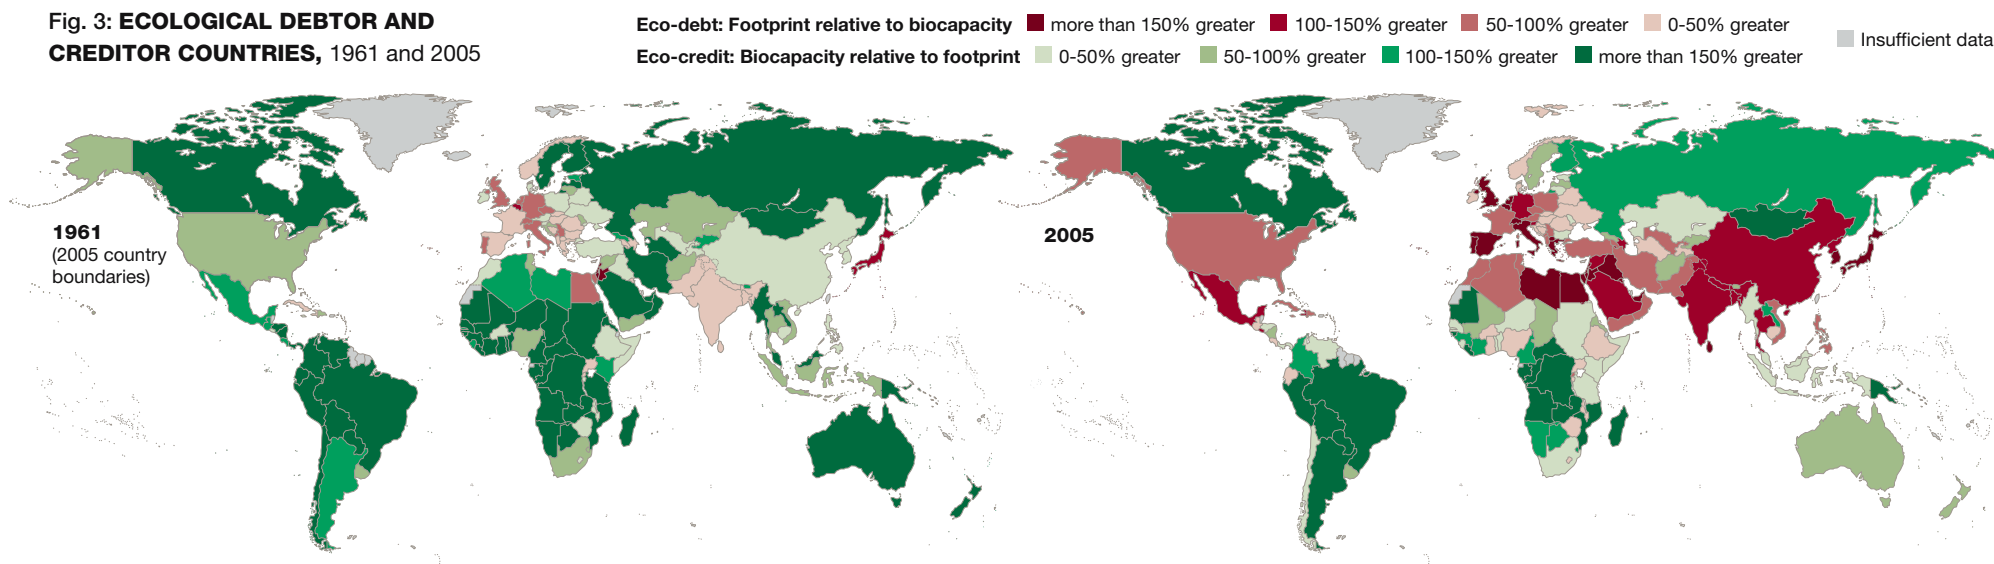 Fig. 3: ECOLOGICAL DEBTOR AND
CREDITOR COUNTRIES, 1961 and 2005
Eco-debt: Footprint relative to biocapacity more than 150% greater 100-150% greater 50-100% greater 0-50% greater
Eco-credit: Biocapacity relative to footprint 0-50% greater 50-100% greater 100-150% greater more than 150% greater
Insufficient data
1961
(2005 country
boundaries)
2005